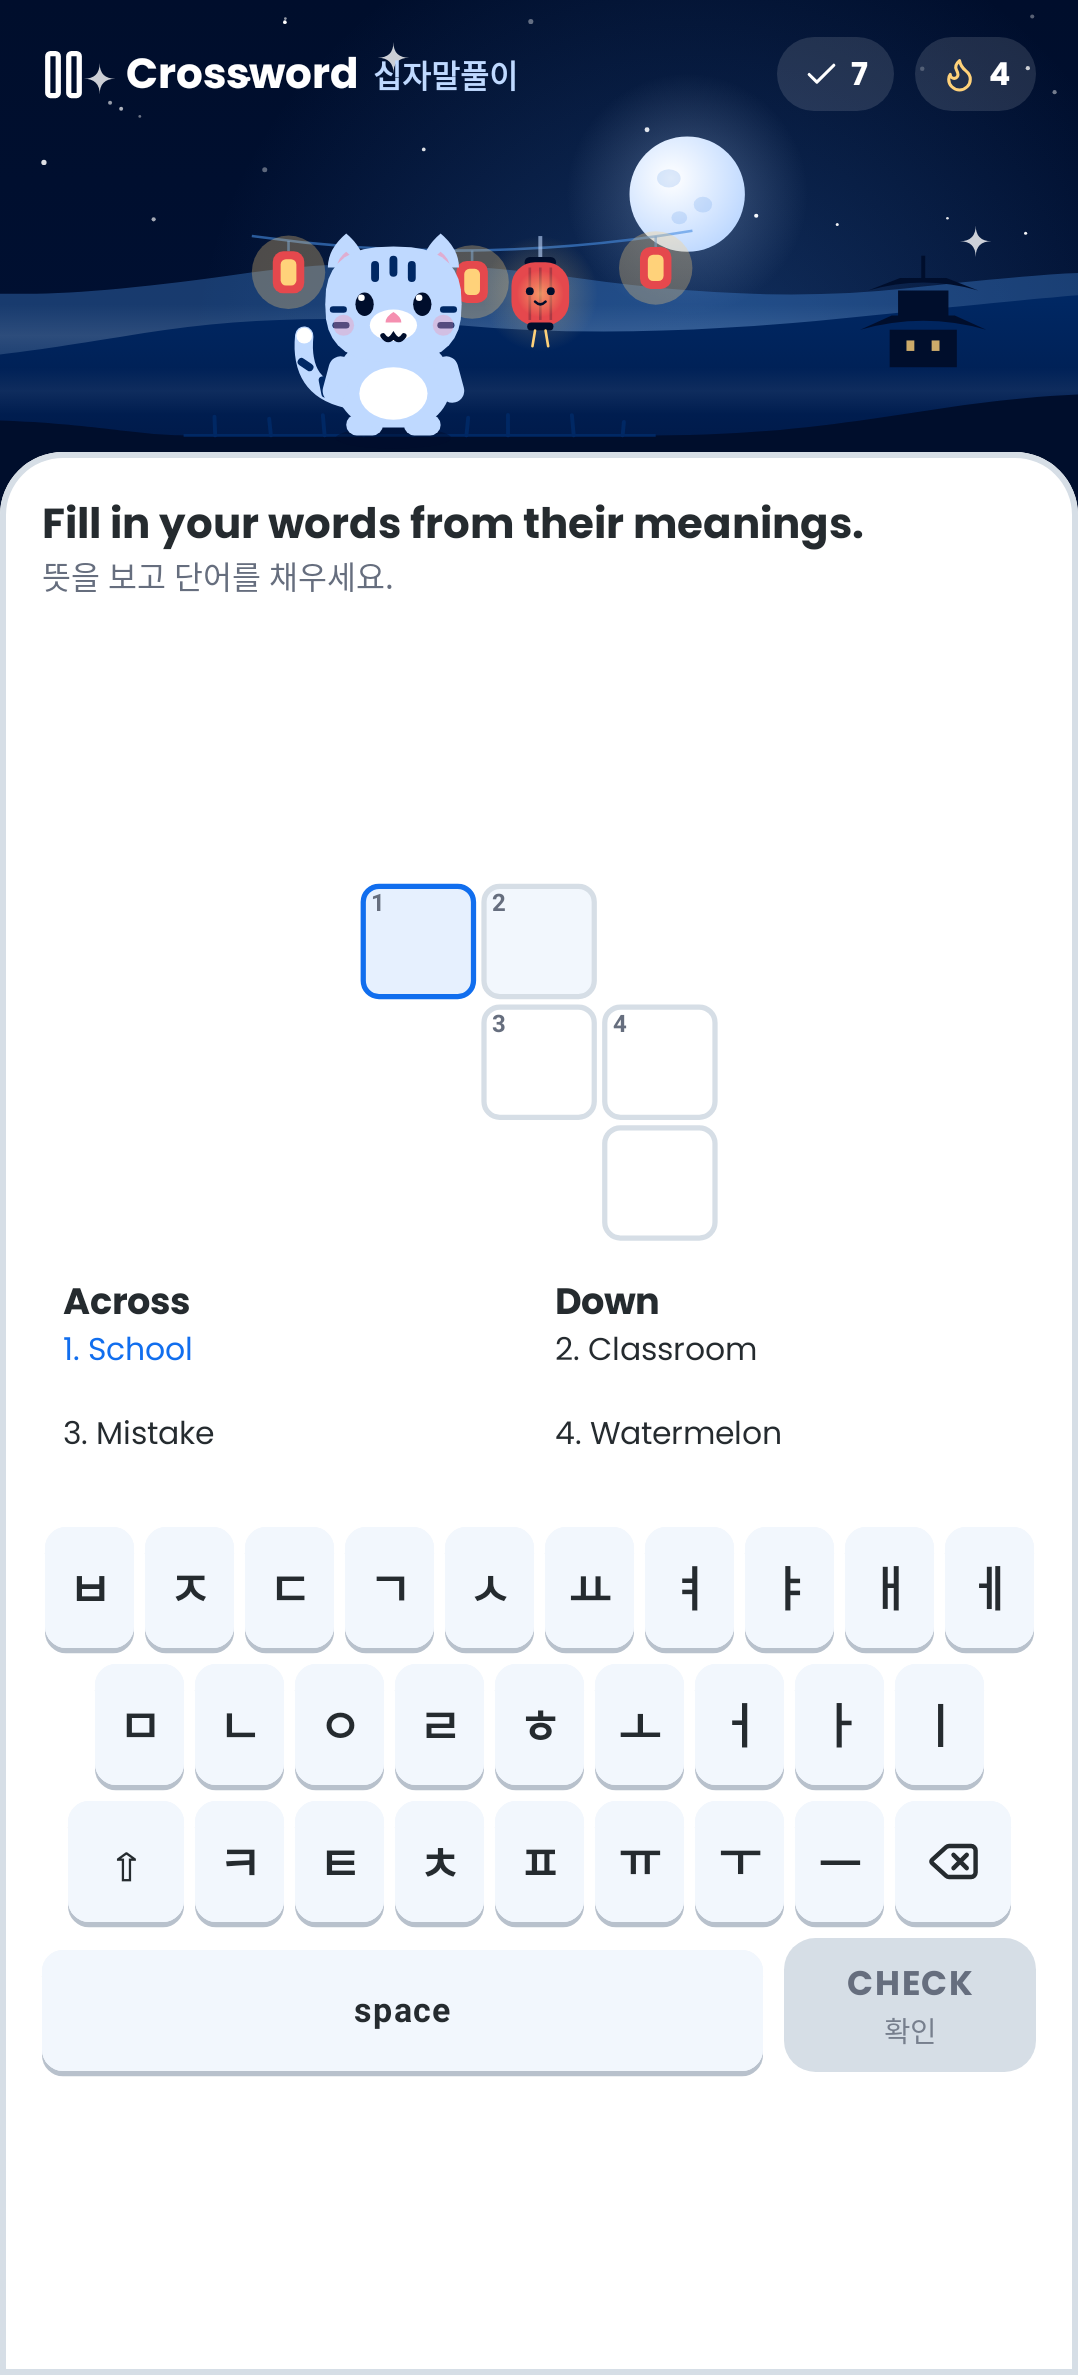 Crossword 십자말풀이
7
4
Fill in your words from their meanings.
뜻을 보고 단어를 채우세요.
1 2
3 4
Across
1. School
3. Mistake
Down
2. Classroom
4. Watermelon
ㅂ ㅈ ㄷ ㄱ ㅅ ㅛ ㅕ ㅑ ㅐ ㅔ
ㅁ ㄴ ㅇ ㄹ ㅎ ㅗ ㅓ ㅏ ㅣ
⇧ ㅋ ㅌ ㅊ ㅍ ㅠ ㅜ ㅡ
space
CHECK
확인